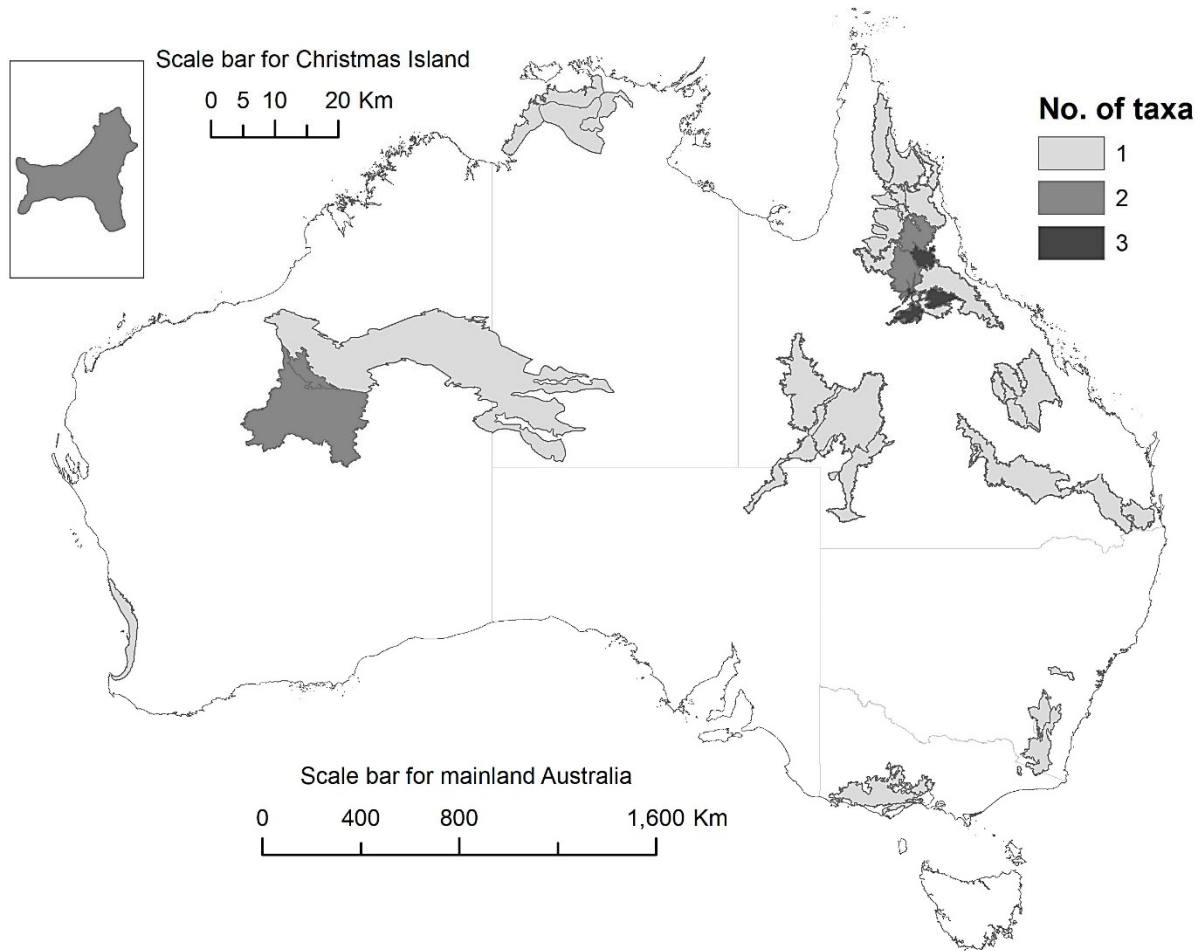 Scale bar for Christmas Island
0 5 10 20 Km
No. of taxa
1
2
3
Scale bar for mainland Australia
0 400 800 1,600 Km